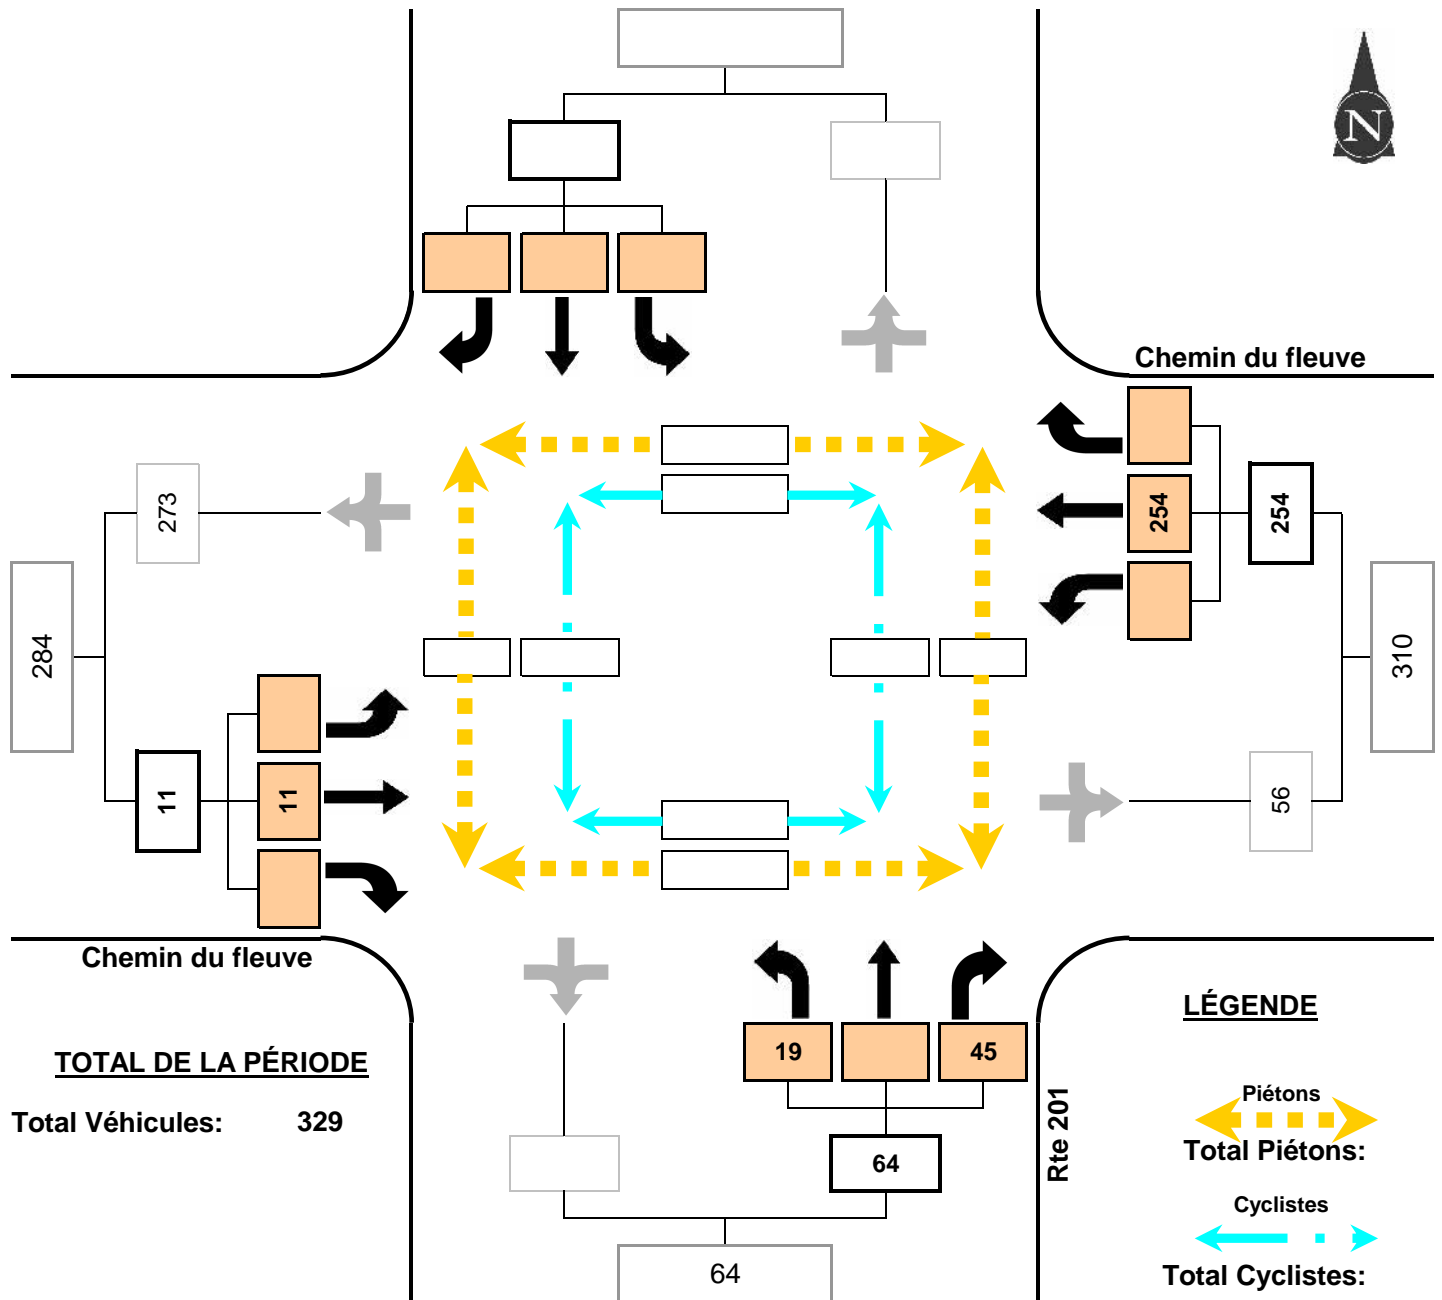 N
Chemin du fleuve
273
254
254
284
310
11
11
56
Chemin du fleuve
LÉGENDE
19
45
TOTAL DE LA PÉRIODE
Piétons
Total Véhicules: 329
Rte 201
Total Piétons:
64
Cyclistes
64
Total Cyclistes: